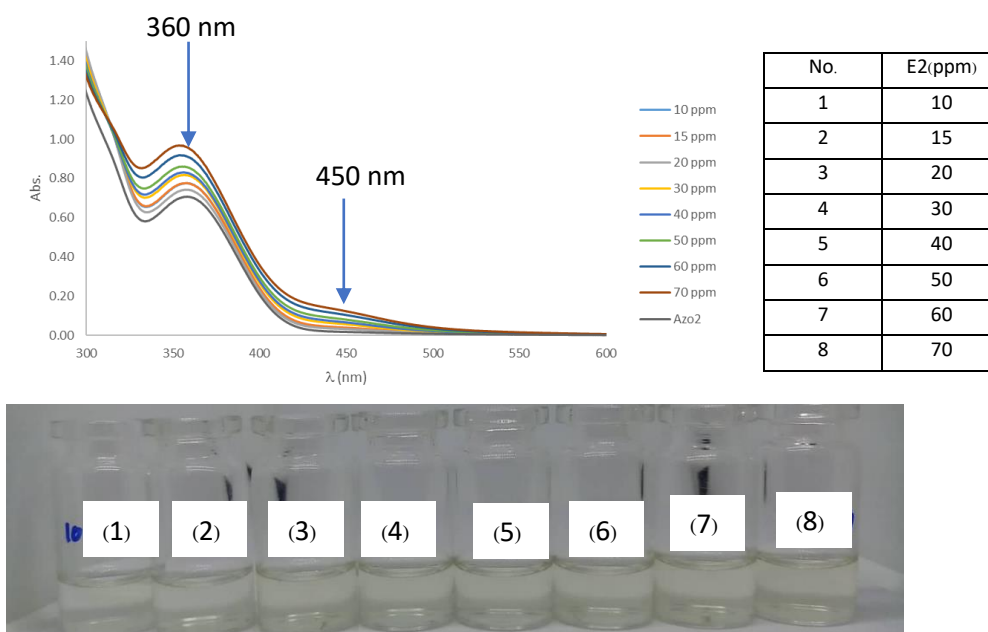 360 nm
450 nm
1.40
1.20
1.00
0.80
0.60
0.40
0.20
0.00
Abs.
300 350 400 450 500 550 600
λ (nm)
10 ppm
15 ppm
20 ppm
30 ppm
40 ppm
50 ppm
60 ppm
70 ppm
Azo2
No. E2(ppm)
1 10
2 15
3 20
4 30
5 40
6 50
7 60
8 70
(1) (2) (3) (4) (5) (6) (7) (8)